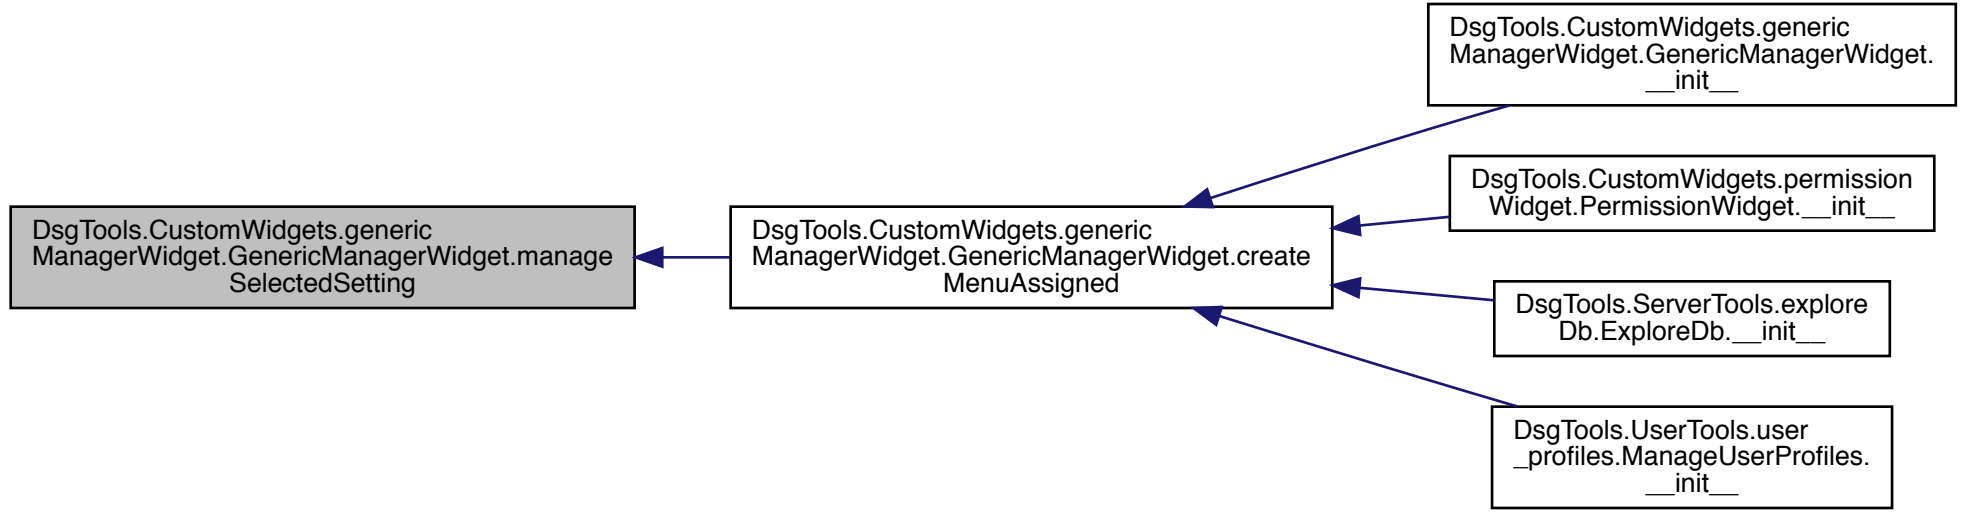 DsgTools.CustomWidgets.generic
ManagerWidget.GenericManagerWidget.manage
SelectedSetting
DsgTools.CustomWidgets.generic
ManagerWidget.GenericManagerWidget.create
MenuAssigned
DsgTools.CustomWidgets.generic
ManagerWidget.GenericManagerWidget.
__init__
DsgTools.CustomWidgets.permission
Widget.PermissionWidget.__init__
DsgTools.ServerTools.explore
Db.ExploreDb.__init__
DsgTools.UserTools.user
_profiles.ManageUserProfiles.
__init__